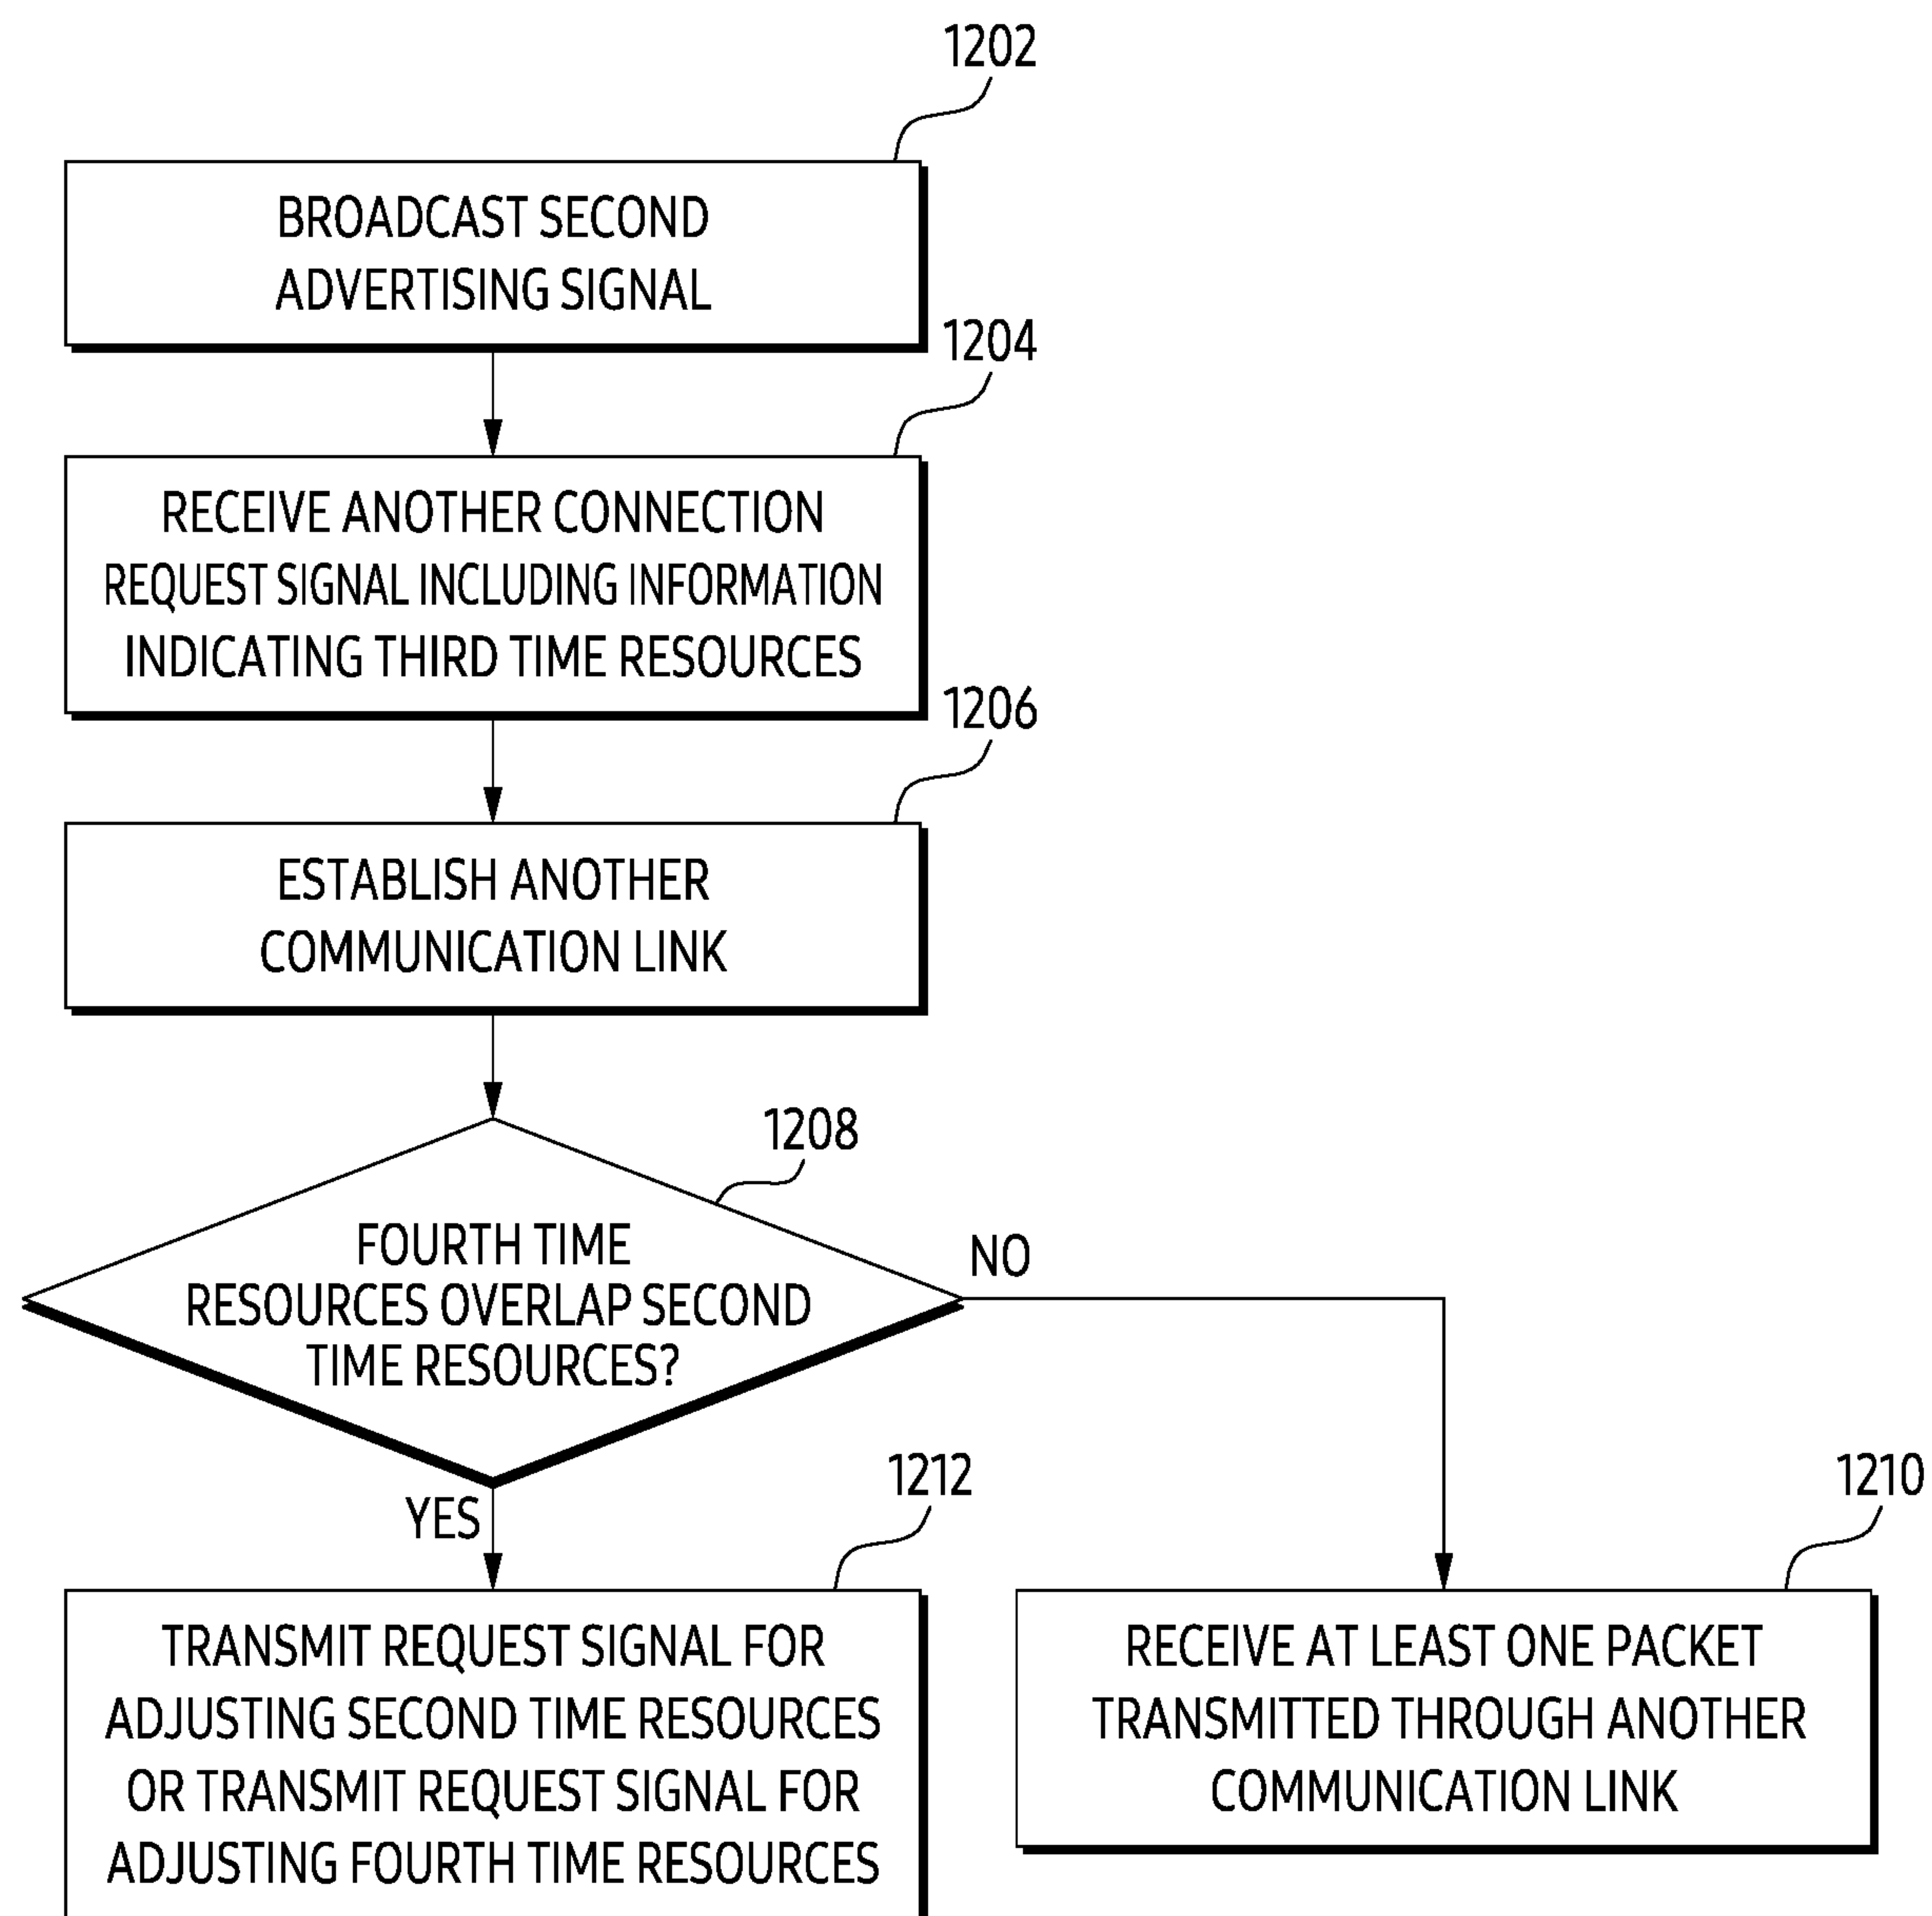 1202
BROADCAST SECOND
ADVERTISING SIGNAL
1204
RECEIVE ANOTHER CONNECTION
REQUEST SIGNAL INCLUDING INFORMATION
INDICATING THIRD TIME RESOURCES
1206
ESTABLISH ANOTHER
COMMUNICATION LINK
1208
FOURTH TIME
RESOURCES OVERLAP SECOND
TIME RESOURCES?
NO
YES
1212
TRANSMIT REQUEST SIGNAL FOR
ADJUSTING SECOND TIME RESOURCES
OR TRANSMIT REQUEST SIGNAL FOR
ADJUSTING FOURTH TIME RESOURCES
1210
RECEIVE AT LEAST ONE PACKET
TRANSMITTED THROUGH ANOTHER
COMMUNICATION LINK